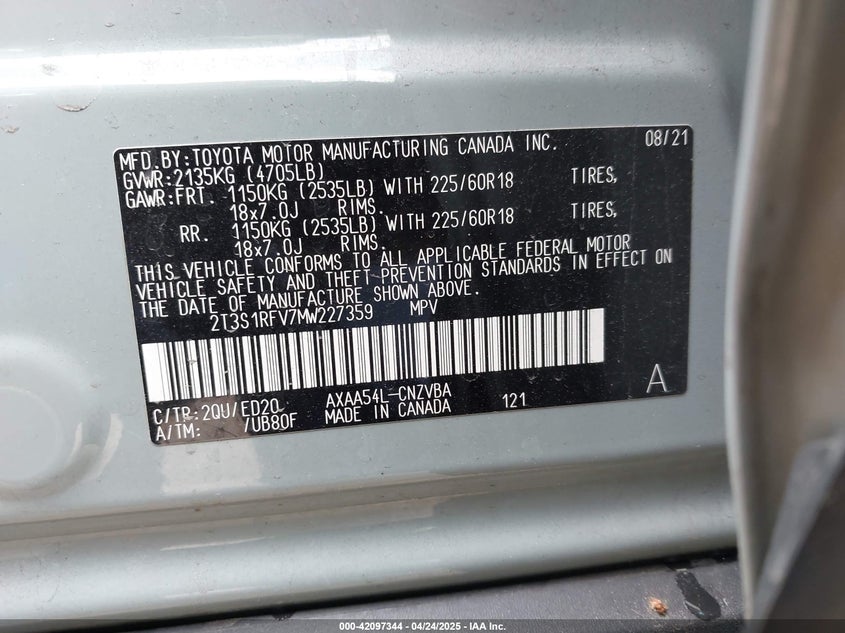 MFD.BY:TOYOTA MOTOR MANUFACTURING CANADA INC. 08/21
GVWR:2135KG (4705LB)
GAWR:FRT. 1150KG (2535LB) WITH 225/60R18 TIRES,
18x7.0J RIMS.
RR. 1150KG (2535LB) WITH 225/60R18 TIRES,
18x7.0J RIMS.
THIS VEHICLE CONFORMS TO ALL APPLICABLE FEDERAL MOTOR
VEHICLE SAFETY AND THEFT PREVENTION STANDARDS IN EFFECT ON
THE DATE OF MANUFACTURE SHOWN ABOVE.
2T3S1RFV7MW227359 MPV
A
C/TR:2QU/ED20 AXAA54L-CNZVBA 121
A/TM: /UB80F MADE IN CANADA
000-42097344 / 04/24/2025 - IAA Inc.